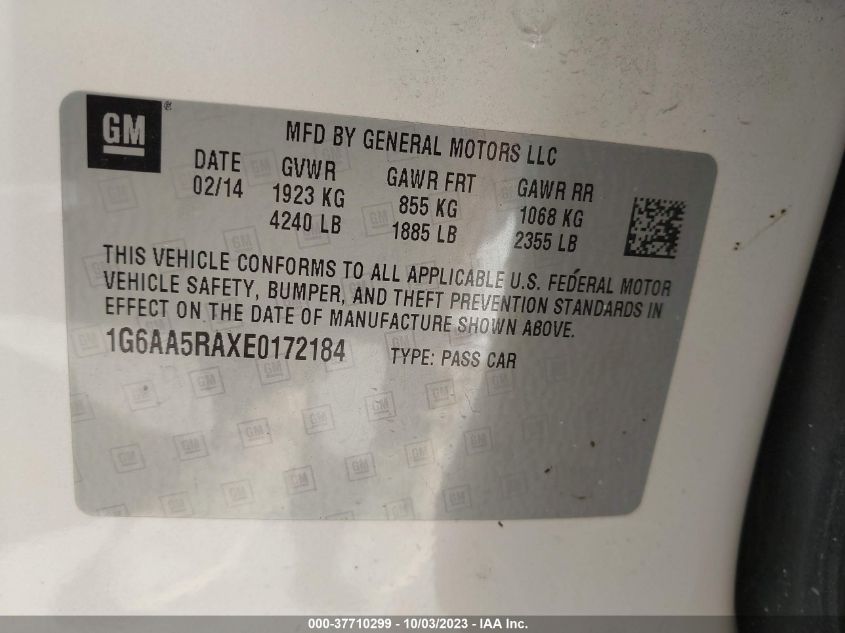 GM ®
MFD BY GENERAL MOTORS LLC
DATE GVWR GAWR FRT GAWR RR
02/14 1923 KG 855 KG 1068 KG
4240 LB 1885 LB 2355 LB
THIS VEHICLE CONFORMS TO ALL APPLICABLE U.S. FEDERAL MOTOR
VEHICLE SAFETY, BUMPER, AND THEFT PREVENTION STANDARDS IN
EFFECT ON THE DATE OF MANUFACTURE SHOWN ABOVE.
1G6AA5RAXE0172184 TYPE: PASS CAR
000-37710299 - 10/03/2023 - IAA Inc.